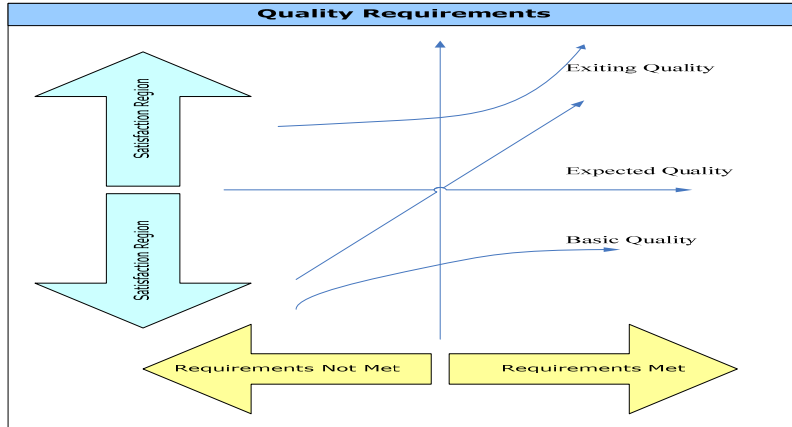 Quality Requirements
Exiting Quality
Satisfaction Region
Expected Quality
Basic Quality
Satisfaction Region
Requirements Not Met
Requirements Met